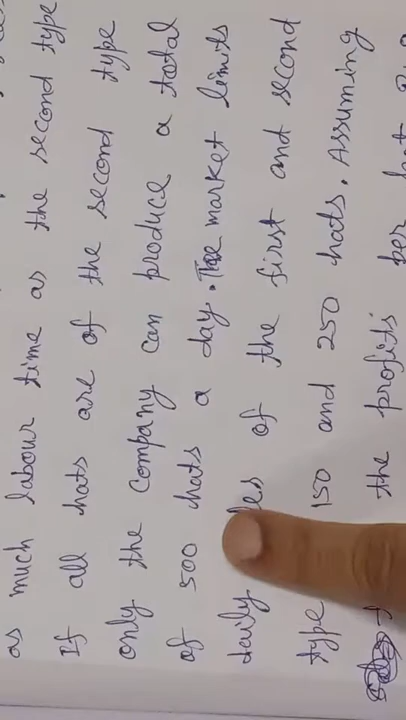 as much labour time as the second type
If all hats are of the second type
only the company can produce a total
of 500 hats a day. The market limits
daily of the first and second
type 150 and 250 hats. Assuming
the profits per hat